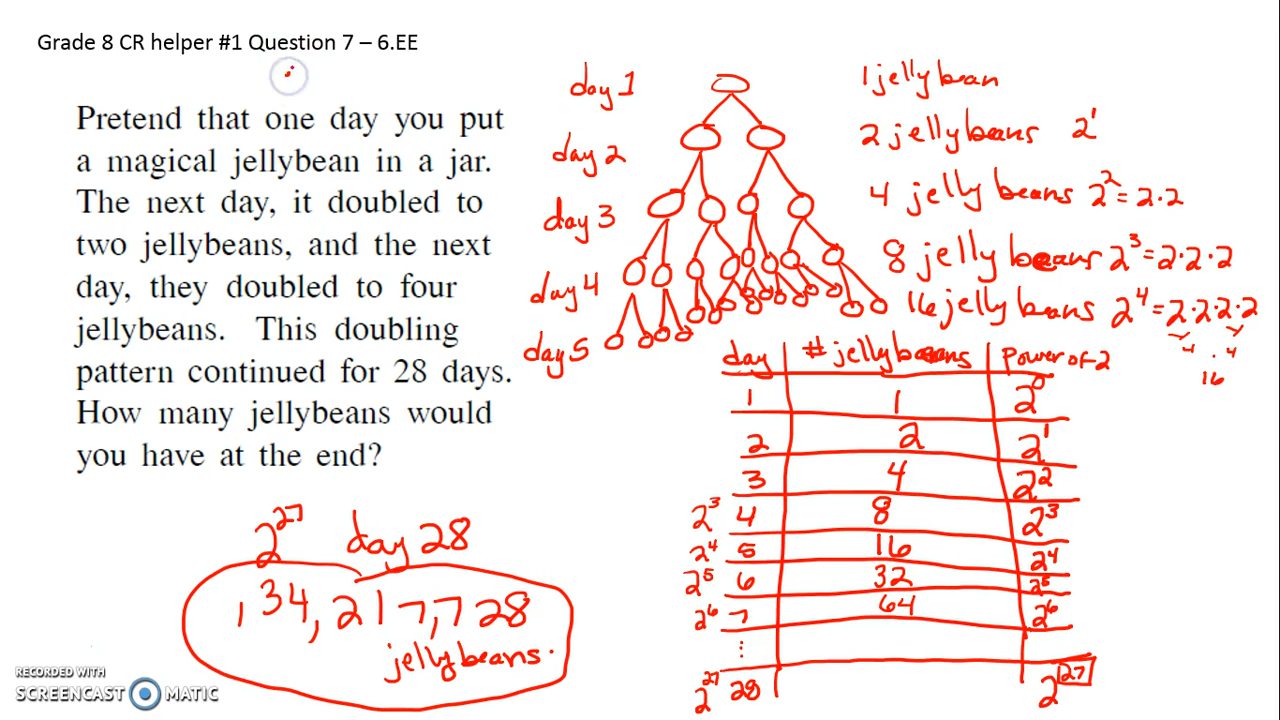 Grade 8 CR helper #1 Question 7 – 6.EE
Pretend that one day you put
a magical jellybean in a jar.
The next day, it doubled to
two jellybeans, and the next
day, they doubled to four
jellybeans. This doubling
pattern continued for 28 days.
How many jellybeans would
you have at the end?
2²⁷ day 28
134,217,728
jellybeans.
day 1 1 jellybean
day 2 2 jellybeans 2¹
day 3 4 jelly beans 2² = 2·2
day 4 8 jelly beans 2³ = 2·2·2
day 5 16 jelly beans 2⁴ = 2·2·2·2
4 · 4
16
day # jellybeans Power of 2
1 1 2⁰
2 2 2¹
3 4 2²
2³ 4 8 2³
2⁴ 5 16 2⁴
2⁵ 6 32 2⁵
2⁶ 7 64 2⁶
⋮
2²⁷ 28 2²⁷
RECORDED WITH
SCREENCAST MATIC